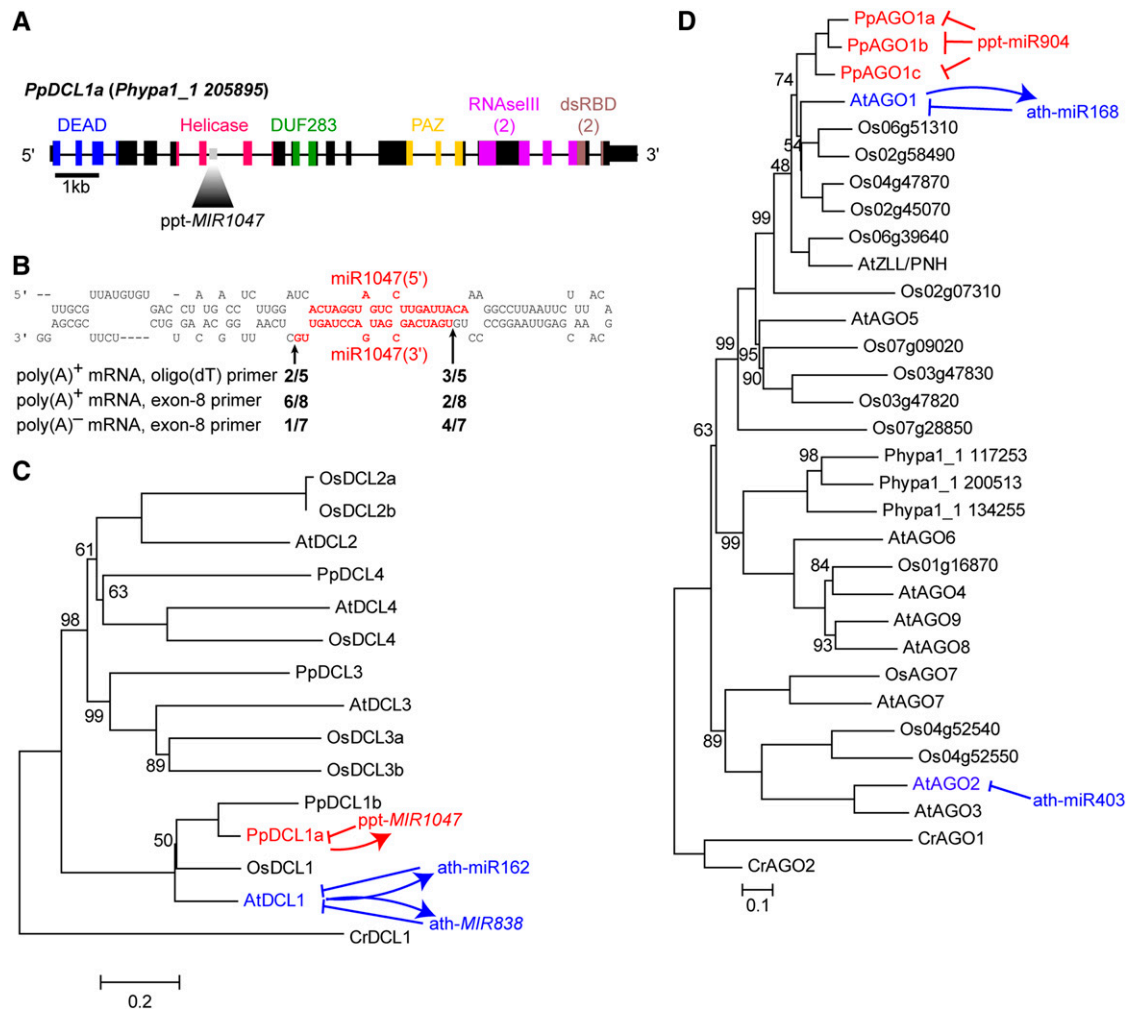 A
PpDCL1a (Phypa1_1 205895)
DEAD
Helicase
DUF283
PAZ
RNAseIII
(2)
dsRBD
(2)
5'
3'
1kb
ppt-MIR1047
B
miR1047(5')
5' -- UUAUGUGU - A A UC AUC A C AA U AC
UUGCG GAC CU UG CC UUGG ACUAGGU GUC UUGAUUACA GGCCUUAAUUC UU A
AGCGC CUG GA AC GG AACU UGAUCCA UAG GACUAGUGU CCGGAAUUGAG AA G
3' GG UUCU---- U C G UU CGU G C CC C AC
miR1047(3')
poly(A)+ mRNA, oligo(dT) primer 2/5 3/5
poly(A)+ mRNA, exon-8 primer 6/8 2/8
poly(A)− mRNA, exon-8 primer 1/7 4/7
C
OsDCL2a
OsDCL2b
AtDCL2
61
PpDCL4
63
AtDCL4
98
OsDCL4
PpDCL3
99
AtDCL3
OsDCL3a
89
OsDCL3b
PpDCL1b
PpDCL1a
ppt-MIR1047
50
OsDCL1
ath-miR162
AtDCL1
ath-MIR838
CrDCL1
0.2
D
PpAGO1a
PpAGO1b
ppt-miR904
PpAGO1c
74
AtAGO1
ath-miR168
Os06g51310
54
Os02g58490
48
Os04g47870
Os02g45070
99
Os06g39640
AtZLL/PNH
Os02g07310
AtAGO5
99
Os07g09020
95
90
Os03g47830
Os03g47820
63
Os07g28850
98
Phypa1_1 117253
Phypa1_1 200513
Phypa1_1 134255
99
AtAGO6
84
Os01g16870
AtAGO4
AtAGO9
93
AtAGO8
OsAGO7
AtAGO7
89
Os04g52540
Os04g52550
AtAGO2
ath-miR403
AtAGO3
CrAGO1
CrAGO2
0.1